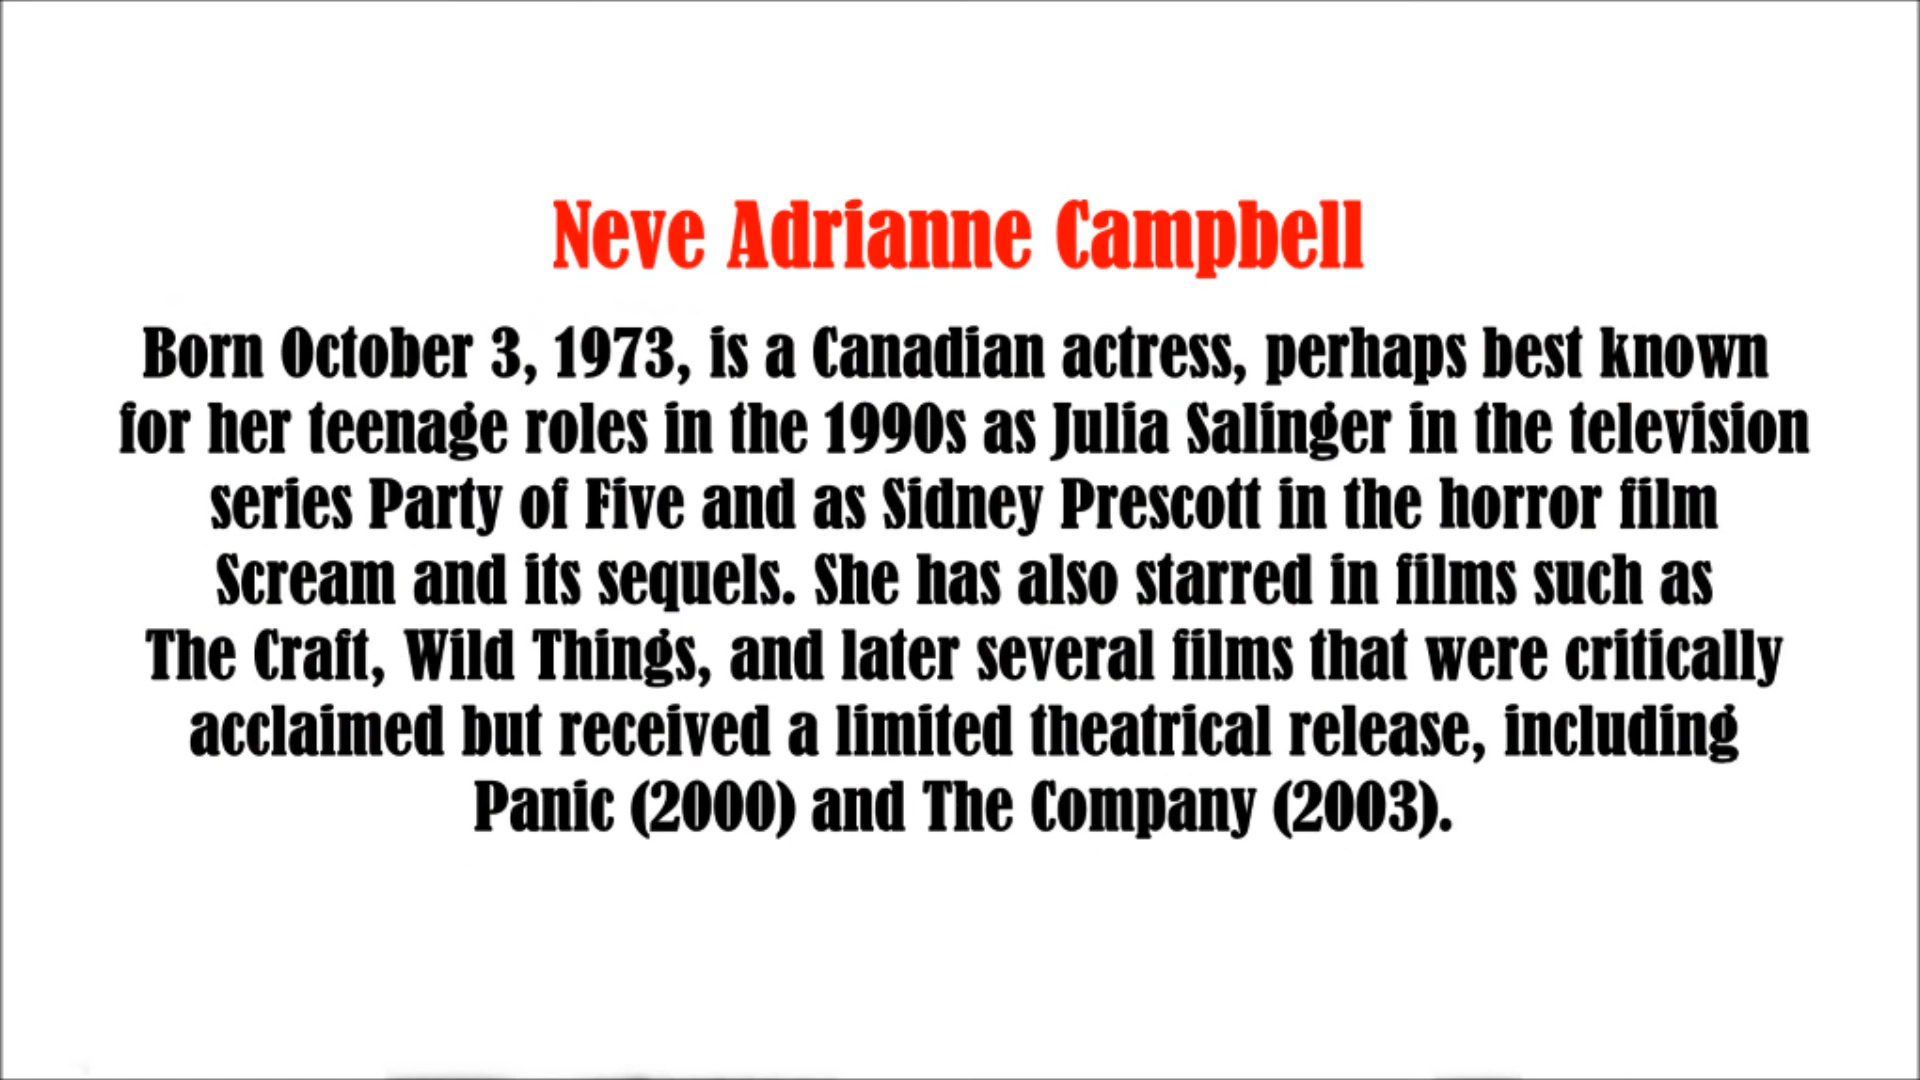 Neve Adrianne Campbell
Born October 3, 1973, is a Canadian actress, perhaps best known
for her teenage roles in the 1990s as Julia Salinger in the television
series Party of Five and as Sidney Prescott in the horror film
Scream and its sequels. She has also starred in films such as
The Craft, Wild Things, and later several films that were critically
acclaimed but received a limited theatrical release, including
Panic (2000) and The Company (2003).